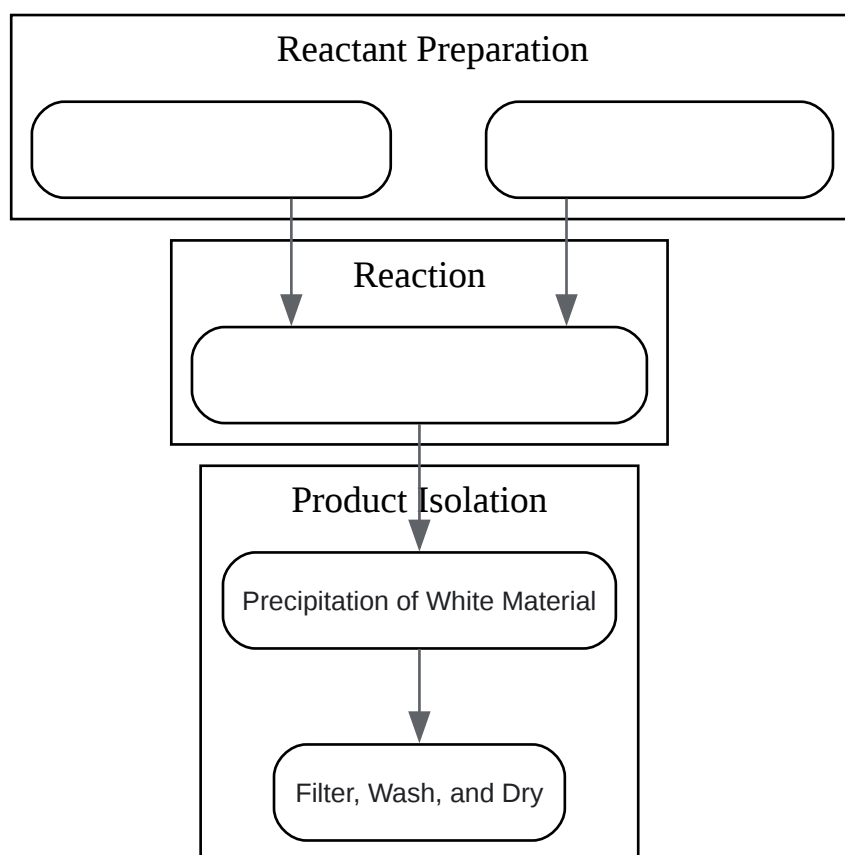 Reactant Preparation
Reaction
Product Isolation
Precipitation of White Material
Filter, Wash, and Dry